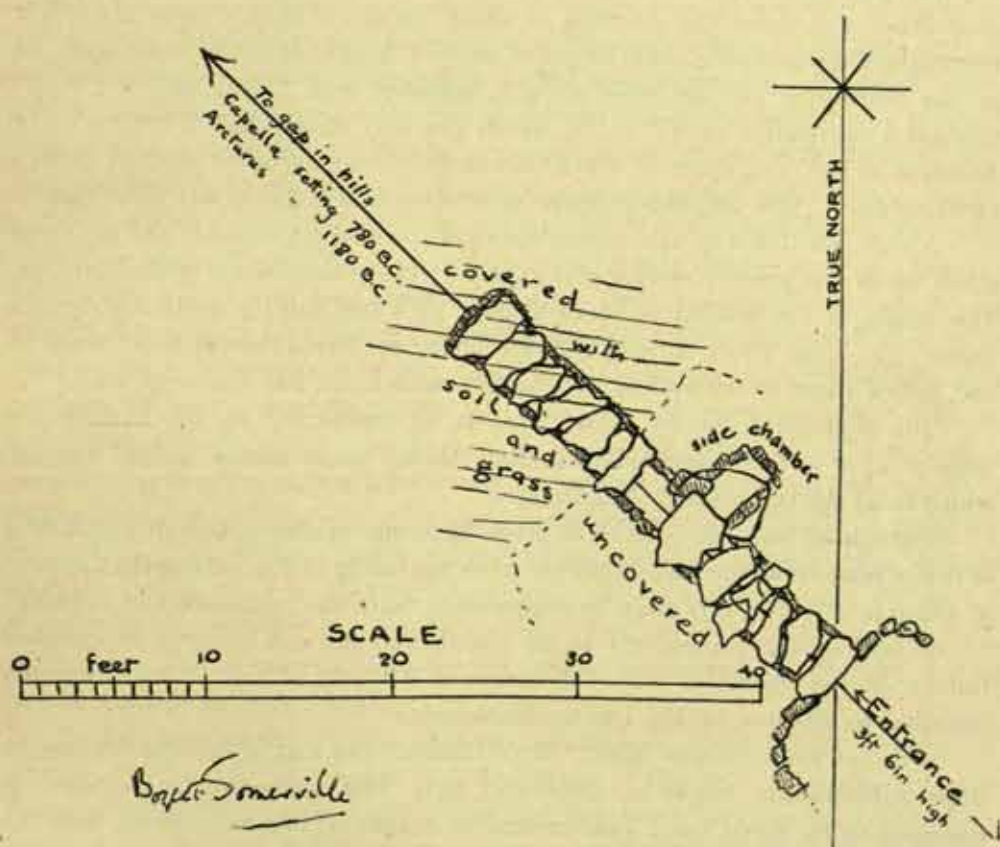 To gap in hills
Capella setting 780 B.C.
Arcturus 1180 B.C.
TRUE NORTH
covered
with
soil
and
grass
side chamber
uncovered
SCALE
0 feet 10 20 30 40
Entrance
3ft 6in high
Boyle Somerville